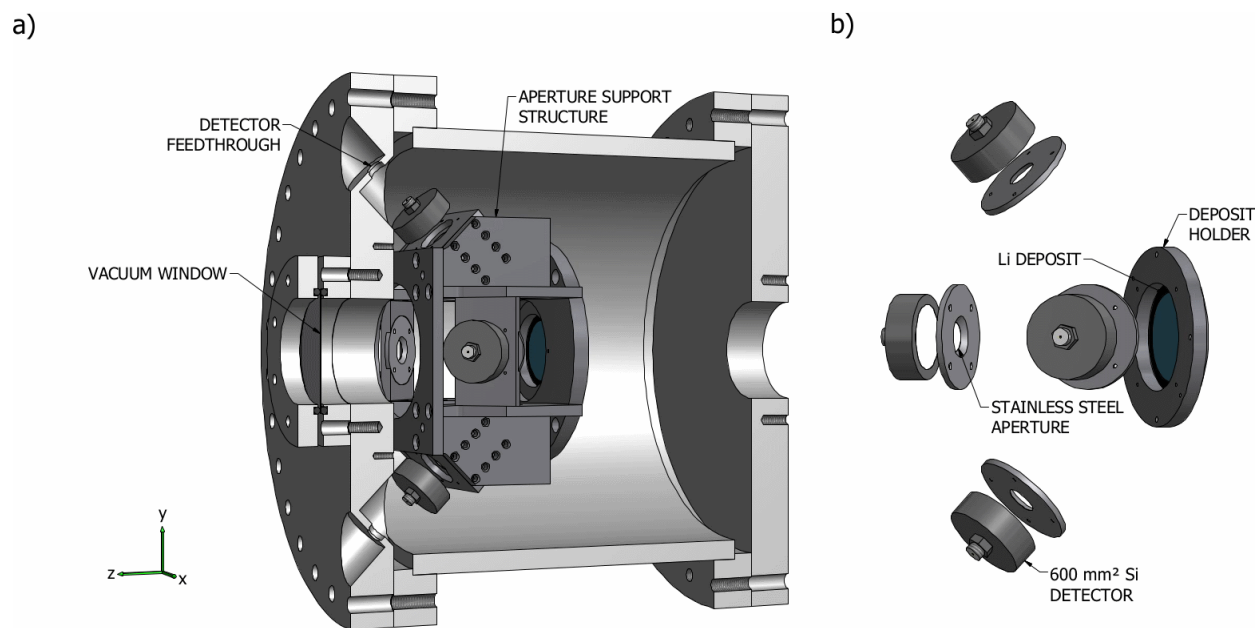 a)
b)
DETECTOR
FEEDTHROUGH
APERTURE SUPPORT
STRUCTURE
VACUUM WINDOW
y
z
x
DEPOSIT
HOLDER
Li DEPOSIT
STAINLESS STEEL
APERTURE
600 mm² Si
DETECTOR